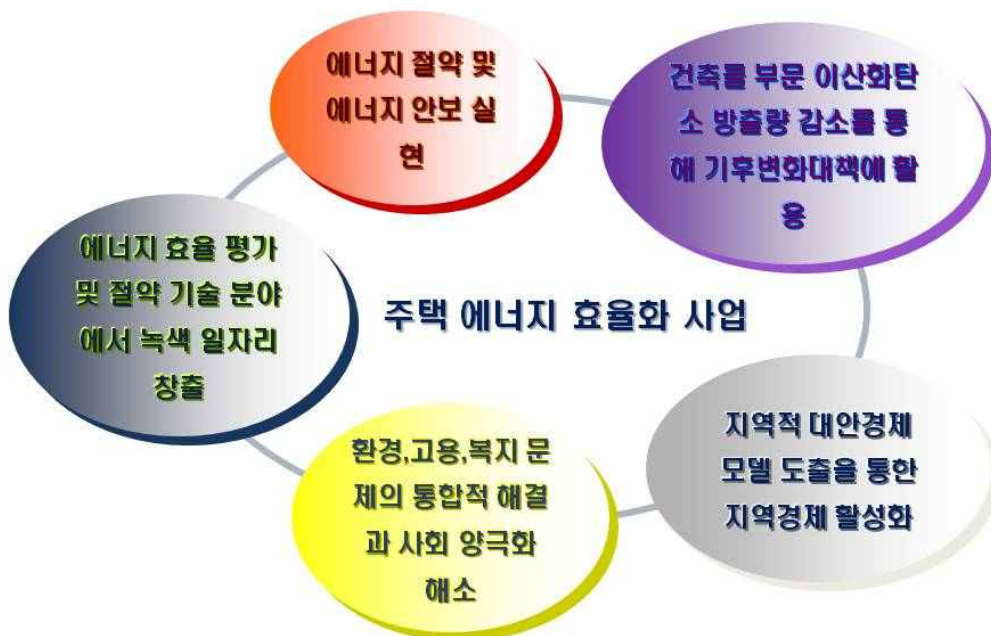 에너지 절약 및
에너지 안보 실
현
건축물 부문 이산화탄
소 방출량 감소를 통
해 기후변화대책에 활
용
에너지 효율 평가
및 절약 기술 분야
에서 녹색 일자리
창출
주택 에너지 효율화 사업
지역적 대안경제
모델 도출을 통한
지역경제 활성화
환경,고용,복지 문
제의 통합적 해결
과 사회 양극화
해소